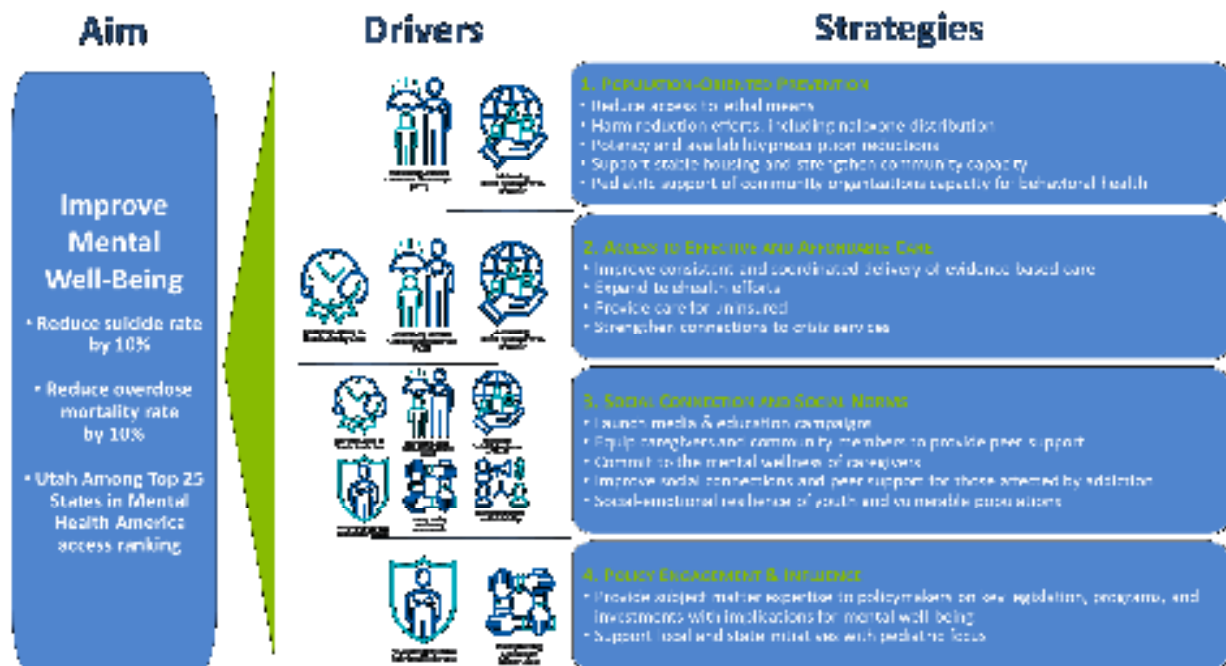 Aim
Drivers
Strategies
Improve
Mental
Well-Being
• Reduce suicide rate
by 10%
• Reduce overdose
mortality rate
by 10%
• Utah Among Top 25
States in Mental
Health America
access ranking
1. POPULATION-ORIENTED PREVENTION
• Reduce access to lethal means
• Harm reduction efforts, including naloxone distribution
• Potency and availability prescription reductions
• Support stable housing and strengthen community capacity
• Pediatric support of community organizations capacity for behavioral health
2. ACCESS TO EFFECTIVE AND AFFORDABLE CARE
• Improve consistent and coordinated delivery of evidence based care
• Expand telehealth efforts
• Provide care for uninsured
• Strengthen connections to crisis services
3. SOCIAL CONNECTION AND SOCIAL NORMS
• Launch media & education campaigns
• Equip caregivers and community members to provide peer support
• Commit to the mental wellness of caregivers
• Improve social connections and peer support for those affected by addiction
• Social-emotional resilience of youth and vulnerable populations
4. POLICY ENGAGEMENT & INFLUENCE
• Provide subject matter expertise to policymakers on key legislation, programs, and
investments with implications for mental well-being
• Support local and state initiatives with pediatric focus